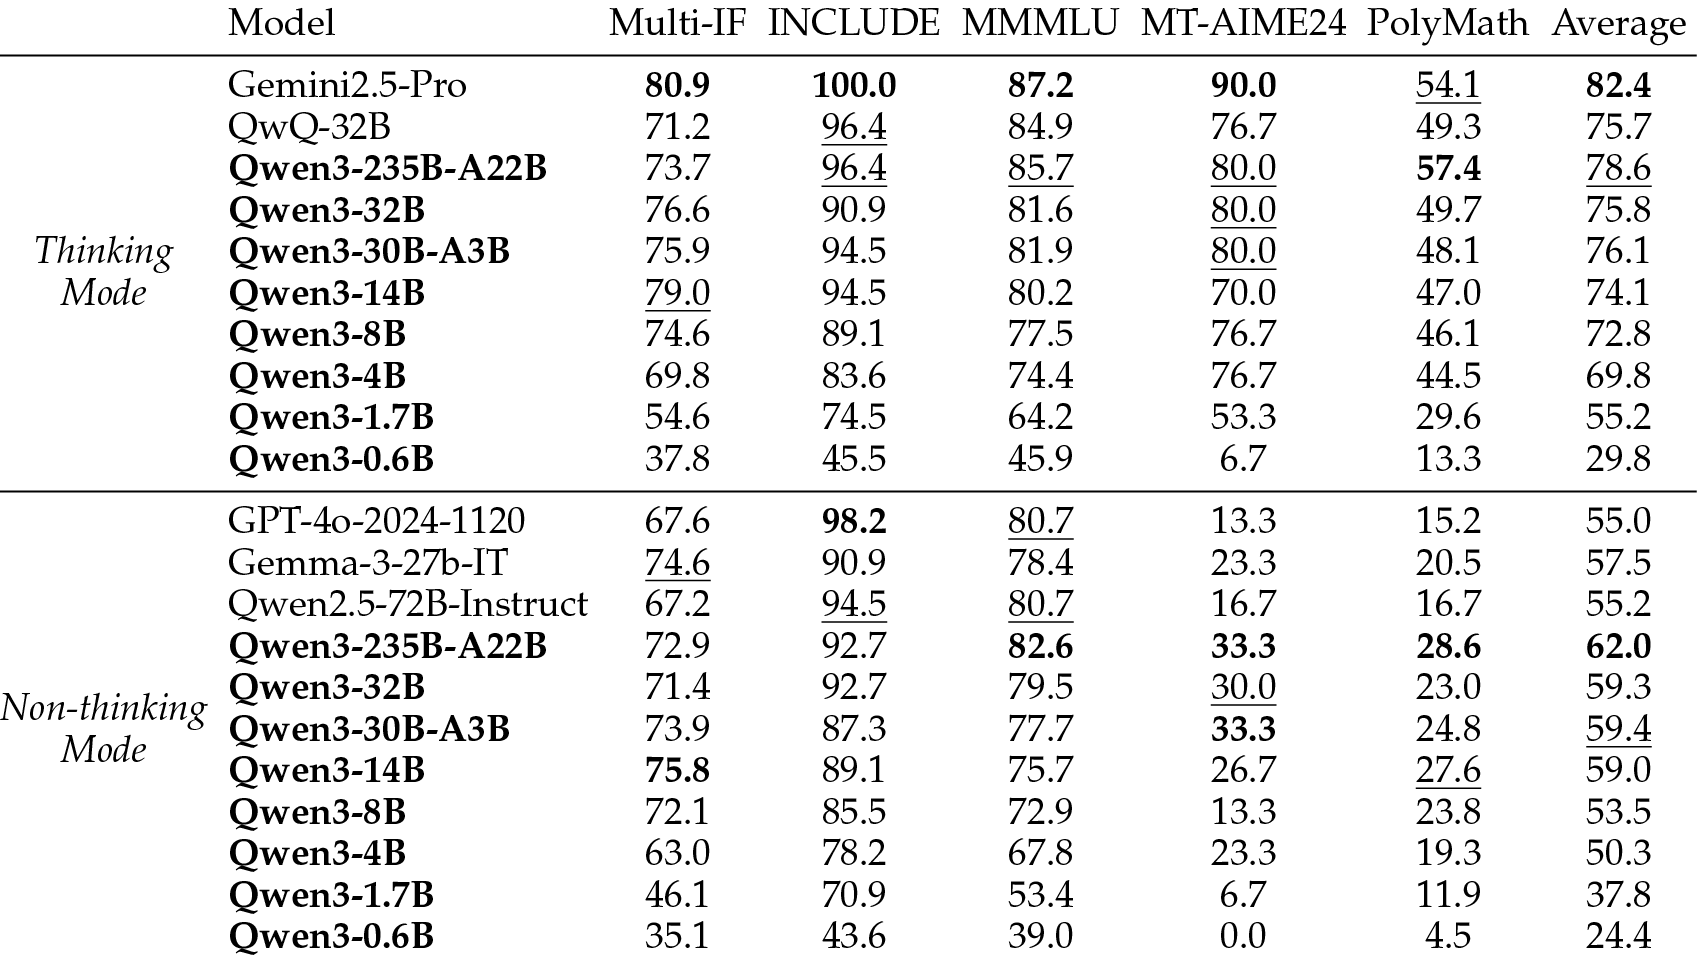 Model Multi-IF INCLUDE MMMLU MT-AIME24 PolyMath Average
Thinking Mode
Gemini2.5-Pro 80.9 100.0 87.2 90.0 54.1 82.4
QwQ-32B 71.2 96.4 84.9 76.7 49.3 75.7
Qwen3-235B-A22B 73.7 96.4 85.7 80.0 57.4 78.6
Qwen3-32B 76.6 90.9 81.6 80.0 49.7 75.8
Qwen3-30B-A3B 75.9 94.5 81.9 80.0 48.1 76.1
Qwen3-14B 79.0 94.5 80.2 70.0 47.0 74.1
Qwen3-8B 74.6 89.1 77.5 76.7 46.1 72.8
Qwen3-4B 69.8 83.6 74.4 76.7 44.5 69.8
Qwen3-1.7B 54.6 74.5 64.2 53.3 29.6 55.2
Qwen3-0.6B 37.8 45.5 45.9 6.7 13.3 29.8
Non-thinking Mode
GPT-4o-2024-1120 67.6 98.2 80.7 13.3 15.2 55.0
Gemma-3-27b-IT 74.6 90.9 78.4 23.3 20.5 57.5
Qwen2.5-72B-Instruct 67.2 94.5 80.7 16.7 16.7 55.2
Qwen3-235B-A22B 72.9 92.7 82.6 33.3 28.6 62.0
Qwen3-32B 71.4 92.7 79.5 30.0 23.0 59.3
Qwen3-30B-A3B 73.9 87.3 77.7 33.3 24.8 59.4
Qwen3-14B 75.8 89.1 75.7 26.7 27.6 59.0
Qwen3-8B 72.1 85.5 72.9 13.3 23.8 53.5
Qwen3-4B 63.0 78.2 67.8 23.3 19.3 50.3
Qwen3-1.7B 46.1 70.9 53.4 6.7 11.9 37.8
Qwen3-0.6B 35.1 43.6 39.0 0.0 4.5 24.4